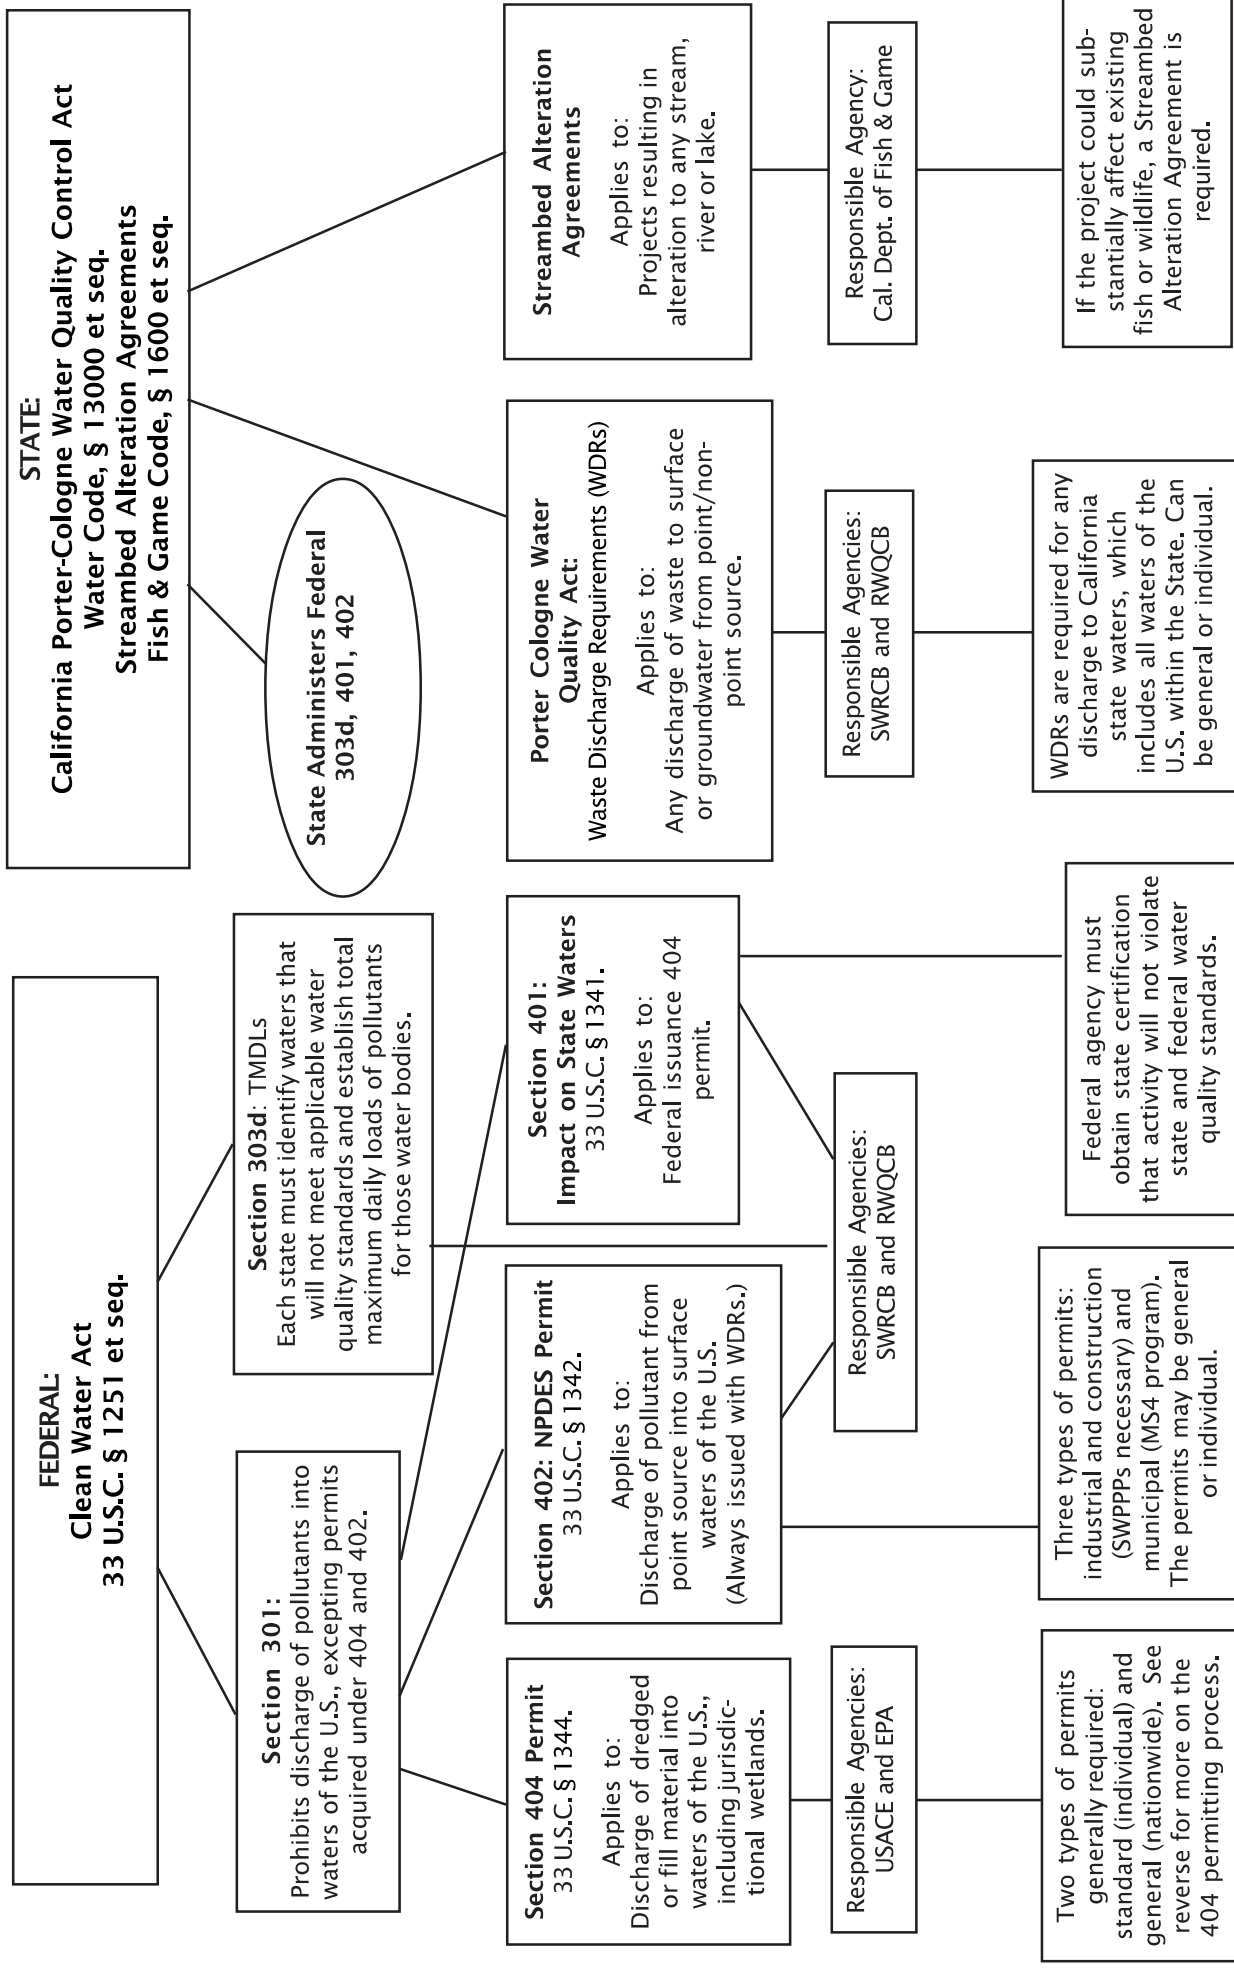 FEDERAL:
Clean Water Act
33 U.S.C. § 1251 et seq.
STATE:
California Porter-Cologne Water Quality Control Act
Water Code, § 13000 et seq.
Streambed Alteration Agreements
Fish & Game Code, § 1600 et seq.
Section 301:
Prohibits discharge of pollutants into
waters of the U.S., excepting permits
acquired under 404 and 402.
Section 303d: TMDLs
Each state must identify waters that
will not meet applicable water
quality standards and establish total
maximum daily loads of pollutants
for those water bodies.
State Administers Federal
303d, 401, 402
Section 404 Permit
33 U.S.C. § 1344.
Applies to:
Discharge of dredged
or fill material into
waters of the U.S.,
including jurisdic-
tional wetlands.
Section 402: NPDES Permit
33 U.S.C. § 1342.
Applies to:
Discharge of pollutant from
point source into surface
waters of the U.S.
(Always issued with WDRs.)
Section 401:
Impact on State Waters
33 U.S.C. § 1341.
Applies to:
Federal issuance 404
permit.
Porter Cologne Water
Quality Act:
Waste Discharge Requirements (WDRs)
Applies to:
Any discharge of waste to surface
or groundwater from point/non-
point source.
Streambed Alteration
Agreements
Applies to:
Projects resulting in
alteration to any stream,
river or lake.
Responsible Agencies:
USACE and EPA
Responsible Agencies:
SWRCB and RWQCB
Responsible Agencies:
SWRCB and RWQCB
Responsible Agency:
Cal. Dept. of Fish & Game
Two types of permits
generally required:
standard (individual) and
general (nationwide). See
reverse for more on the
404 permitting process.
Three types of permits:
industrial and construction
(SWPPPs necessary) and
municipal (MS4 program).
The permits may be general
or individual.
Federal agency must
obtain state certification
that activity will not violate
state and federal water
quality standards.
WDRs are required for any
discharge to California
state waters, which
includes all waters of the
U.S. within the State. Can
be general or individual.
If the project could sub-
stantially affect existing
fish or wildlife, a Streambed
Alteration Agreement is
required.